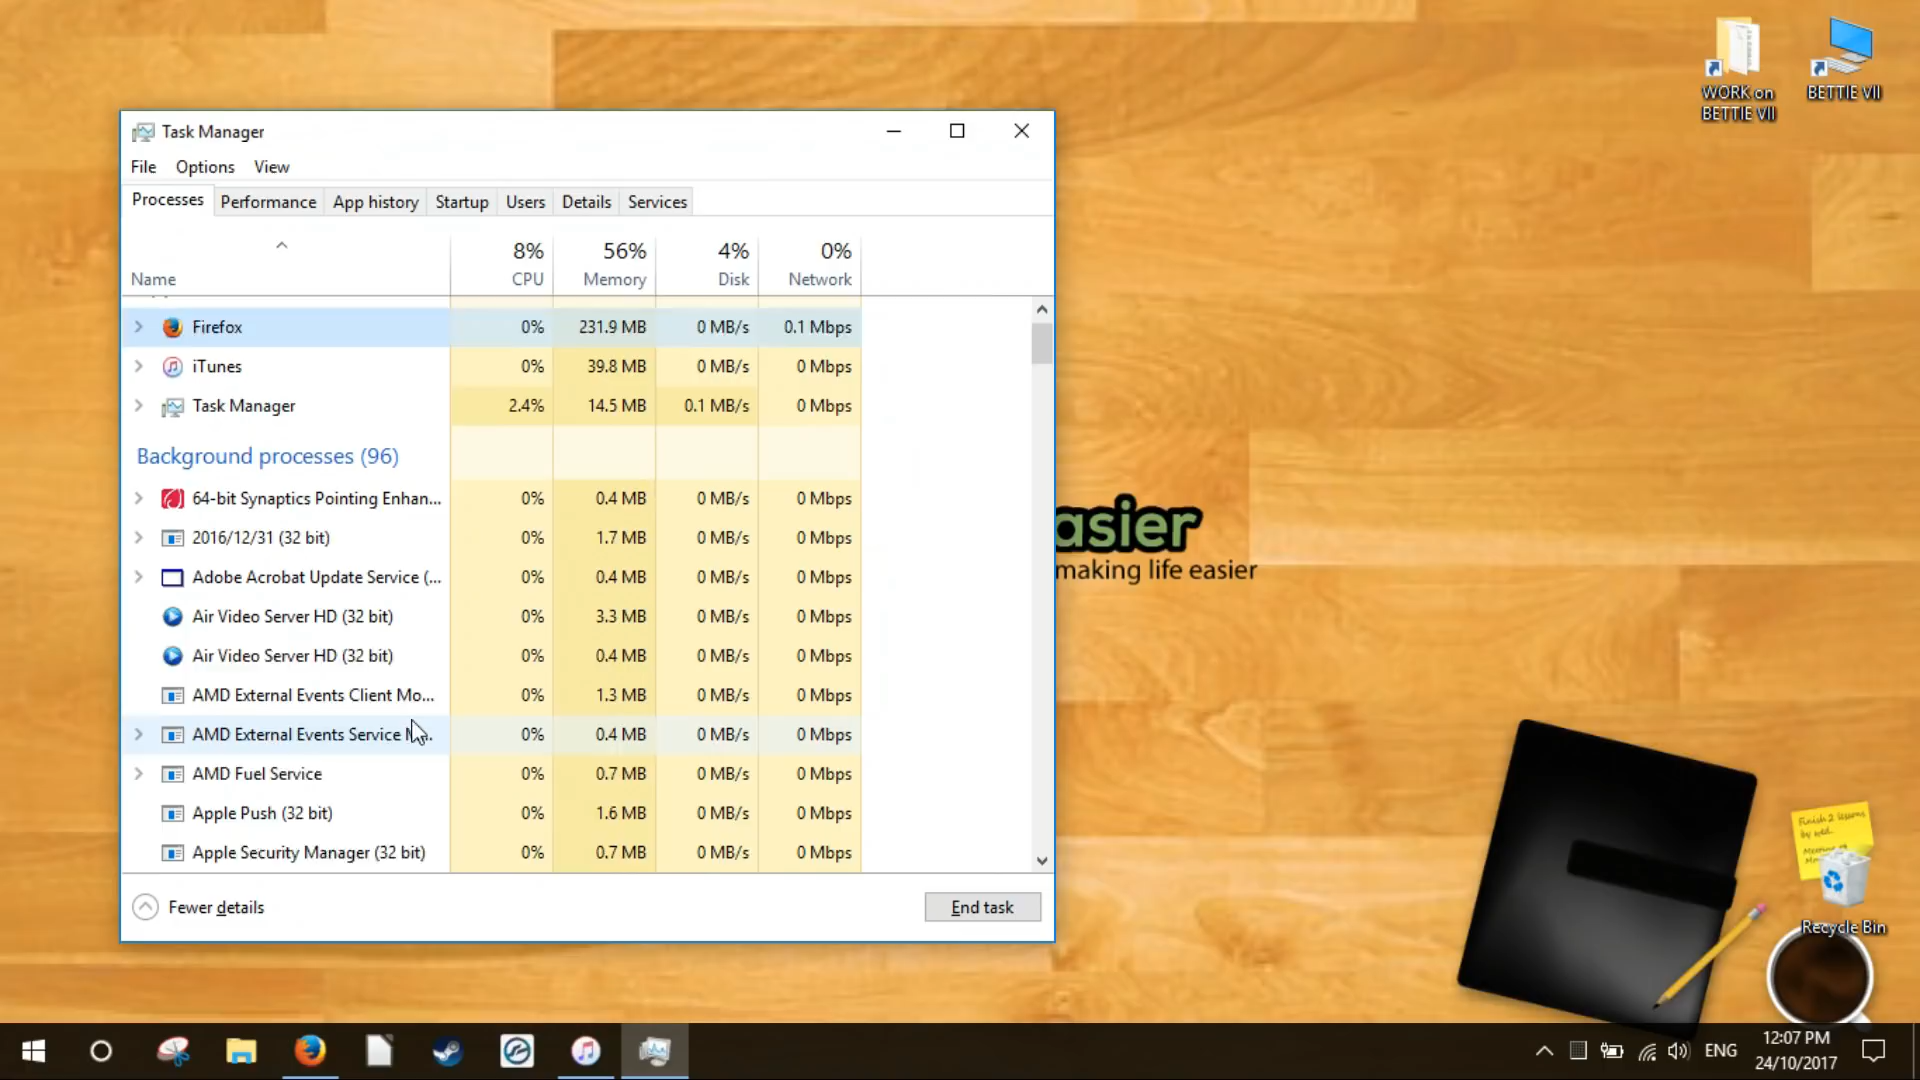 WORK on
BETTIE VII
BETTIE VII
Task Manager
File Options View
Processes Performance App history Startup Users Details Services
8% 56% 4% 0%
Name CPU Memory Disk Network
Firefox 0% 231.9 MB 0 MB/s 0.1 Mbps
iTunes 0% 39.8 MB 0 MB/s 0 Mbps
Task Manager 2.4% 14.5 MB 0.1 MB/s 0 Mbps
Background processes (96)
64-bit Synaptics Pointing Enhan... 0% 0.4 MB 0 MB/s 0 Mbps
2016/12/31 (32 bit) 0% 1.7 MB 0 MB/s 0 Mbps
Adobe Acrobat Update Service (... 0% 0.4 MB 0 MB/s 0 Mbps
Air Video Server HD (32 bit) 0% 3.3 MB 0 MB/s 0 Mbps
Air Video Server HD (32 bit) 0% 0.4 MB 0 MB/s 0 Mbps
AMD External Events Client Mo... 0% 1.3 MB 0 MB/s 0 Mbps
AMD External Events Service 0% 0.4 MB 0 MB/s 0 Mbps
AMD Fuel Service 0% 0.7 MB 0 MB/s 0 Mbps
Apple Push (32 bit) 0% 1.6 MB 0 MB/s 0 Mbps
Apple Security Manager (32 bit) 0% 0.7 MB 0 MB/s 0 Mbps
Fewer details End task
asier
making life easier
Finish 2 lessons
by wed.
Recycle Bin
ENG
12:07 PM
24/10/2017